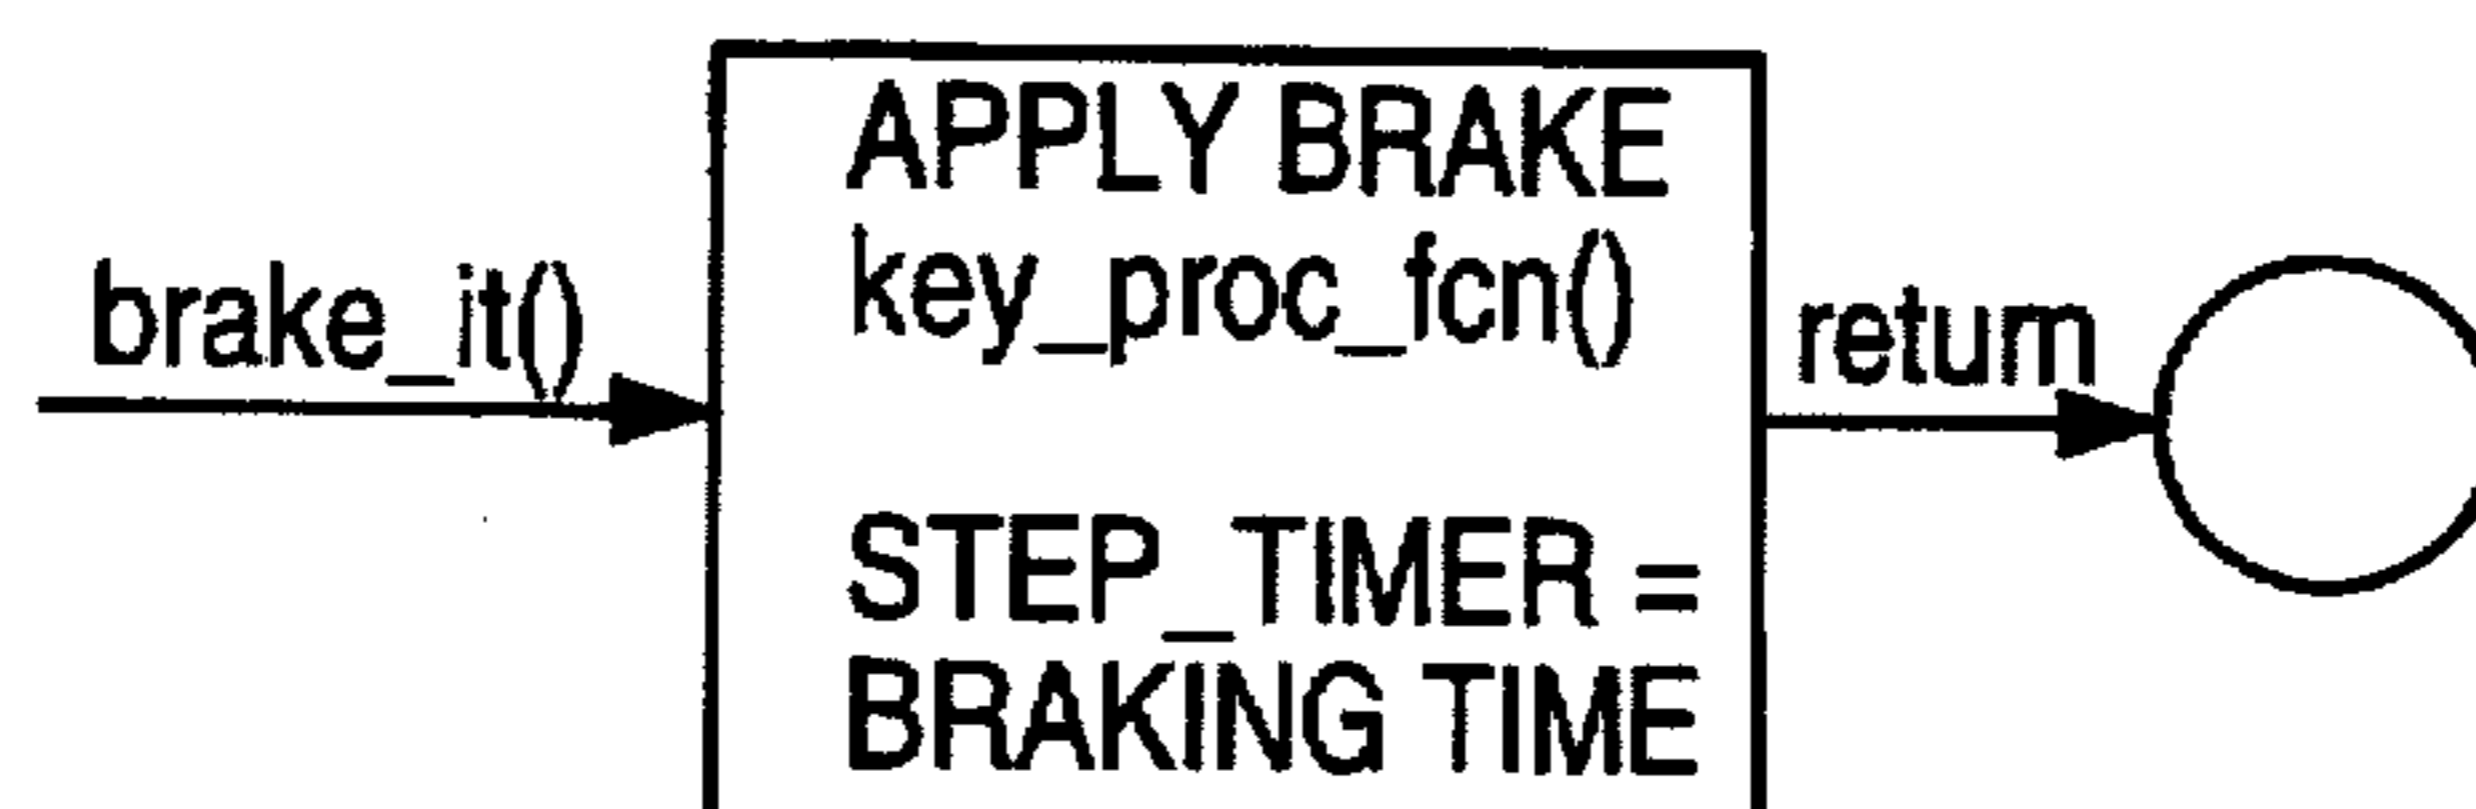 brake_it()
APPLY BRAKE
key_proc_fcn()
STEP_TIMER =
BRAKING TIME
return